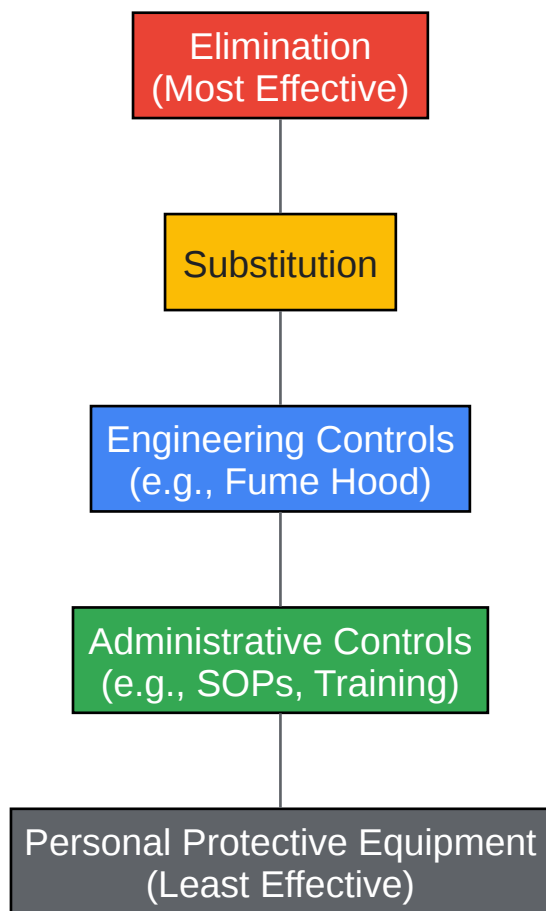 Elimination
(Most Effective)
Substitution
Engineering Controls
(e.g., Fume Hood)
Administrative Controls
(e.g., SOPs, Training)
Personal Protective Equipment
(Least Effective)